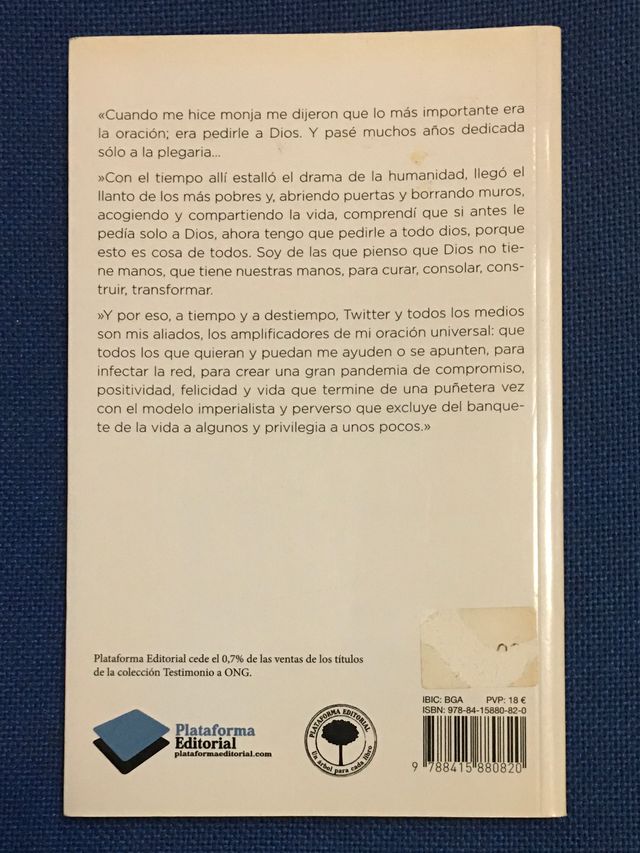 «Cuando me hice monja me dijeron que lo más importante era
la oración; era pedirle a Dios. Y pasé muchos años dedicada
sólo a la plegaria...
»Con el tiempo allí estalló el drama de la humanidad, llegó el
llanto de los más pobres y, abriendo puertas y borrando muros,
acogiendo y compartiendo la vida, comprendí que si antes le
pedía solo a Dios, ahora tengo que pedirle a todo dios, porque
esto es cosa de todos. Soy de las que pienso que Dios no tie-
ne manos, que tiene nuestras manos, para curar, consolar, cons-
truir, transformar.
»Y por eso, a tiempo y a destiempo, Twitter y todos los medios
son mis aliados, los amplificadores de mi oración universal: que
todos los que quieran y puedan me ayuden o se apunten, para
infectar la red, para crear una gran pandemia de compromiso,
positividad, felicidad y vida que termine de una puñetera vez
con el modelo imperialista y perverso que excluye del banque-
te de la vida a algunos y privilegia a unos pocos.»
Plataforma Editorial cede el 0,7% de las ventas de los títulos
de la colección Testimonio a ONG.
Plataforma
Editorial
plataformaeditorial.com
PLATAFORMA EDITORIAL
Un árbol para cada libro
IBIC: BGA PVP: 18 €
ISBN: 978-84-15880-82-0
9 788415 880820